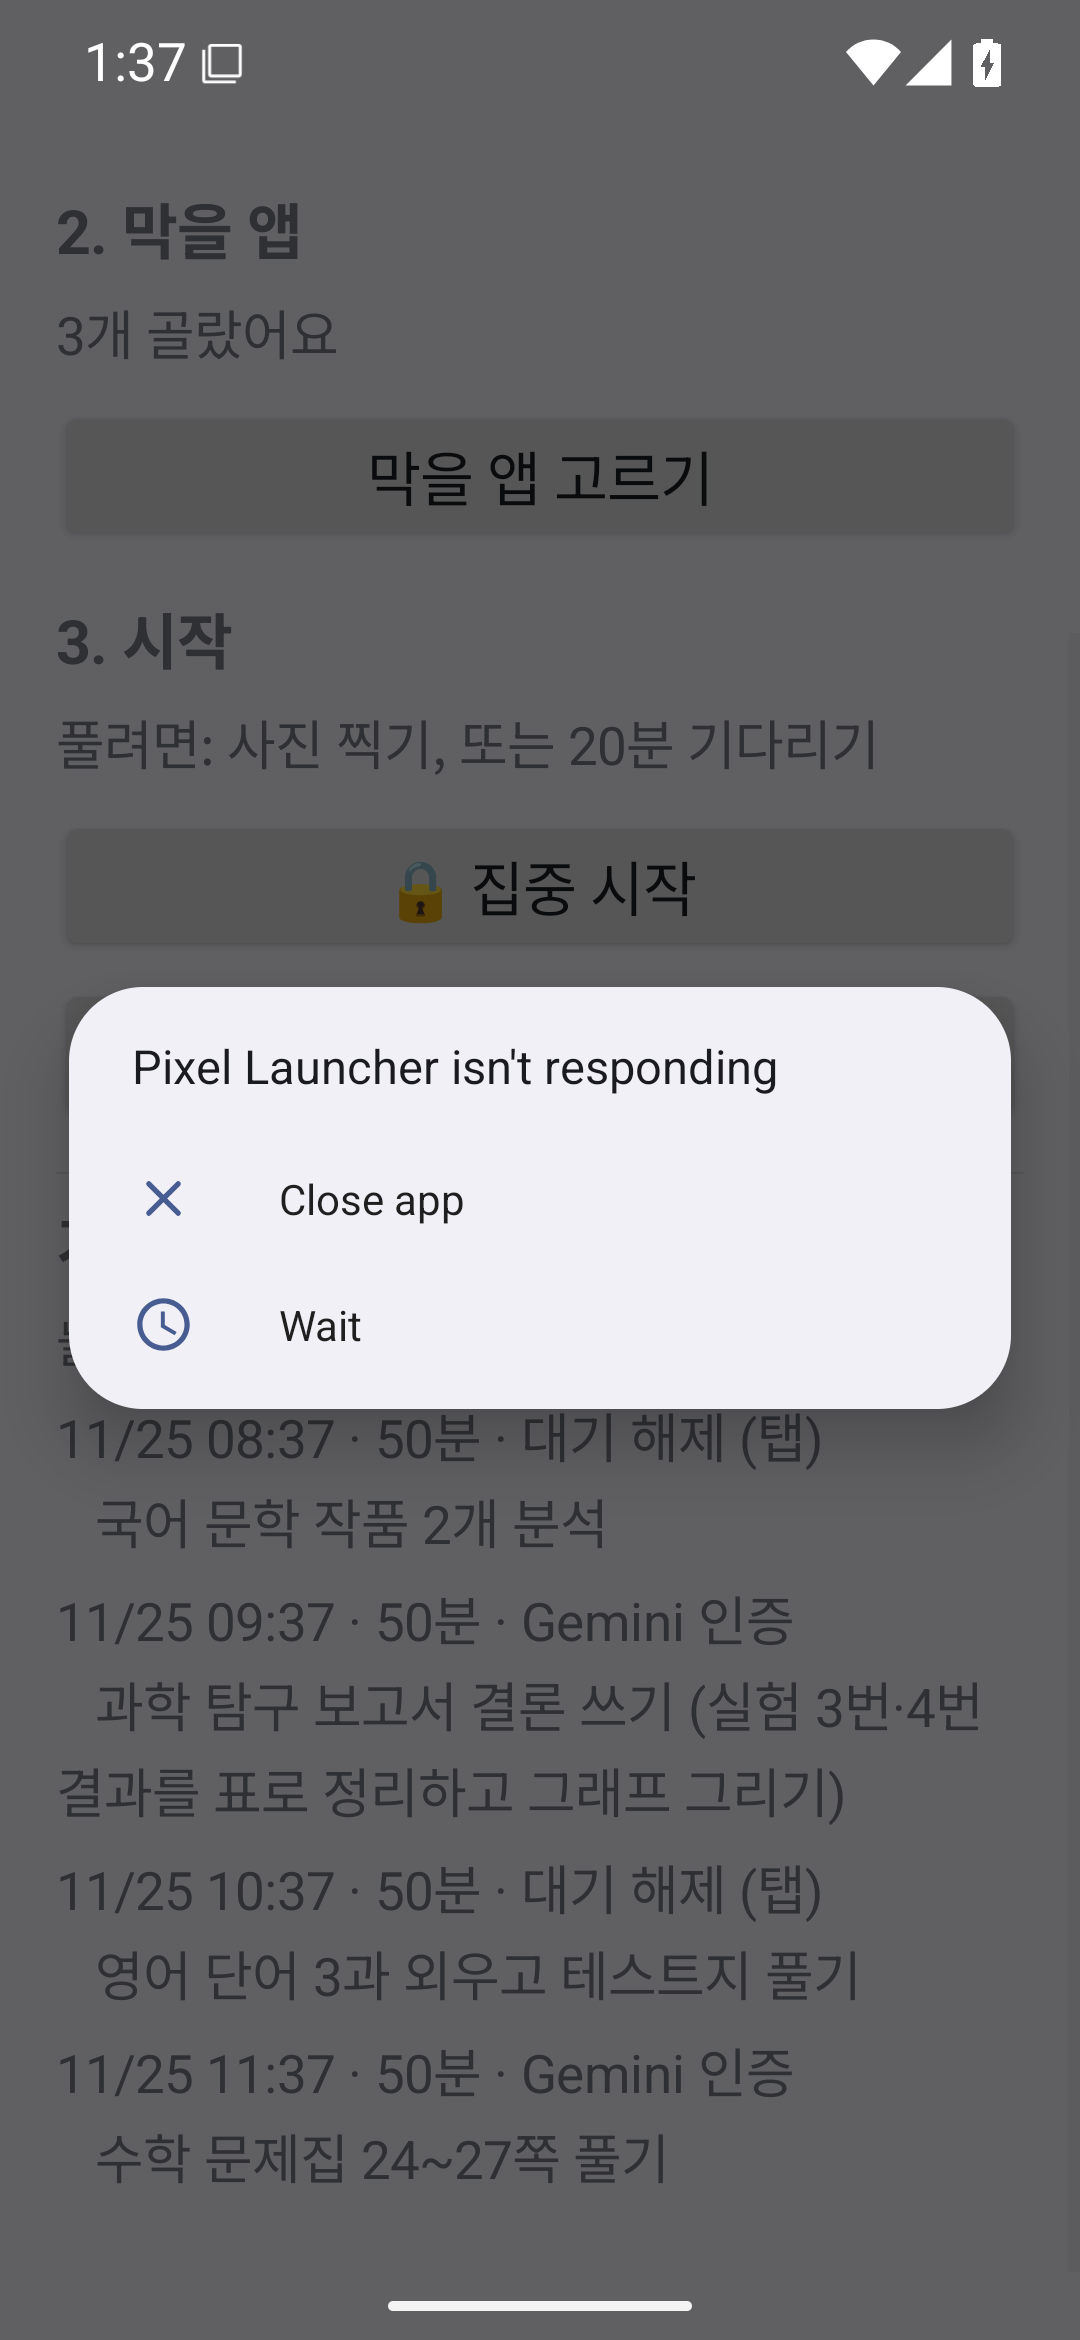 1:37
2. 막을 앱
3개 골랐어요
막을 앱 고르기
3. 시작
풀려면: 사진 찍기, 또는 20분 기다리기
🔒 집중 시작
Pixel Launcher isn't responding
Close app
Wait
11/25 08:37 · 50분 · 대기 해제 (탭)
국어 문학 작품 2개 분석
11/25 09:37 · 50분 · Gemini 인증
과학 탐구 보고서 결론 쓰기 (실험 3번·4번
결과를 표로 정리하고 그래프 그리기)
11/25 10:37 · 50분 · 대기 해제 (탭)
영어 단어 3과 외우고 테스트지 풀기
11/25 11:37 · 50분 · Gemini 인증
수학 문제집 24~27쪽 풀기